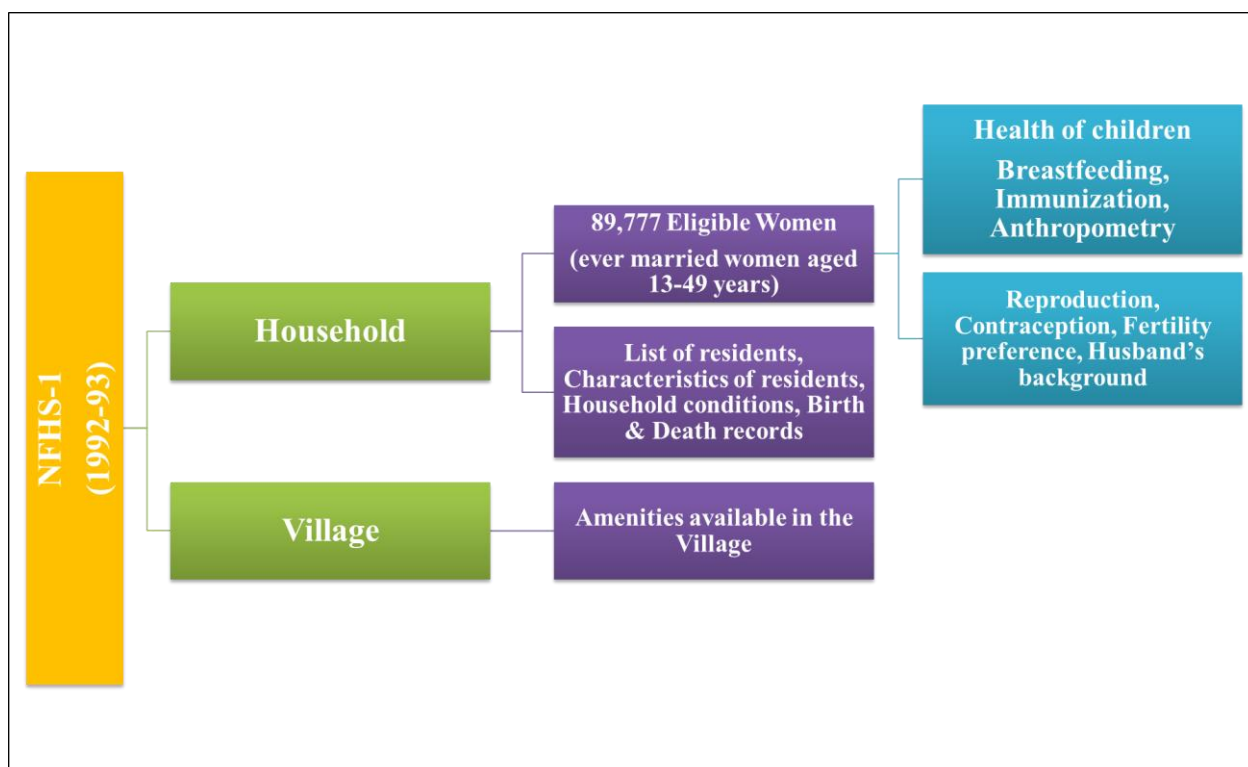 NFHS-1
(1992-93)
Household
Village
89,777 Eligible Women
(ever married women aged
13-49 years)
List of residents,
Characteristics of residents,
Household conditions, Birth
& Death records
Amenities available in the
Village
Health of children
Breastfeeding,
Immunization,
Anthropometry
Reproduction,
Contraception, Fertility
preference, Husband’s
background